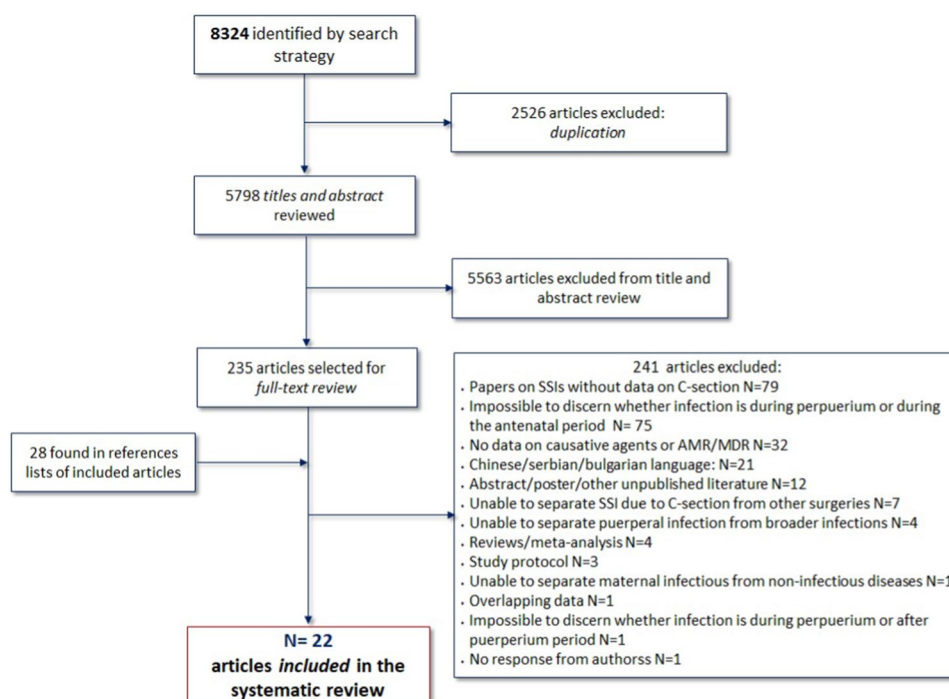 8324 identified by search
strategy
2526 articles excluded:
duplication
5798 titles and abstract
reviewed
5563 articles excluded from title and
abstract review
235 articles selected for
full-text review
28 found in references
lists of included articles
241 articles excluded:
. Papers on SSIs without data on C-section N=79
. Impossible to discern whether infection is during perpuerium or during
the antenatal period N= 75
. No data on causative agents or AMR/MDR N=32
. Chinese/serbian/bulgarian language: N=21
. Abstract/poster/other unpublished literature N=12
. Unable to separate SSI due to C-section from other surgeries N=7
. Unable to separate puerperal infection from broader infections N=4
. Reviews/meta-analysis N=4
. Study protocol N=3
. Unable to separate maternal infectious from non-infectious diseases N=1
. Overlapping data N=1
. Impossible to discern whether infection is during perpuerium or after
puerperium period N=1
. No response from authorss N=1
N= 22
articles included in the
systematic review